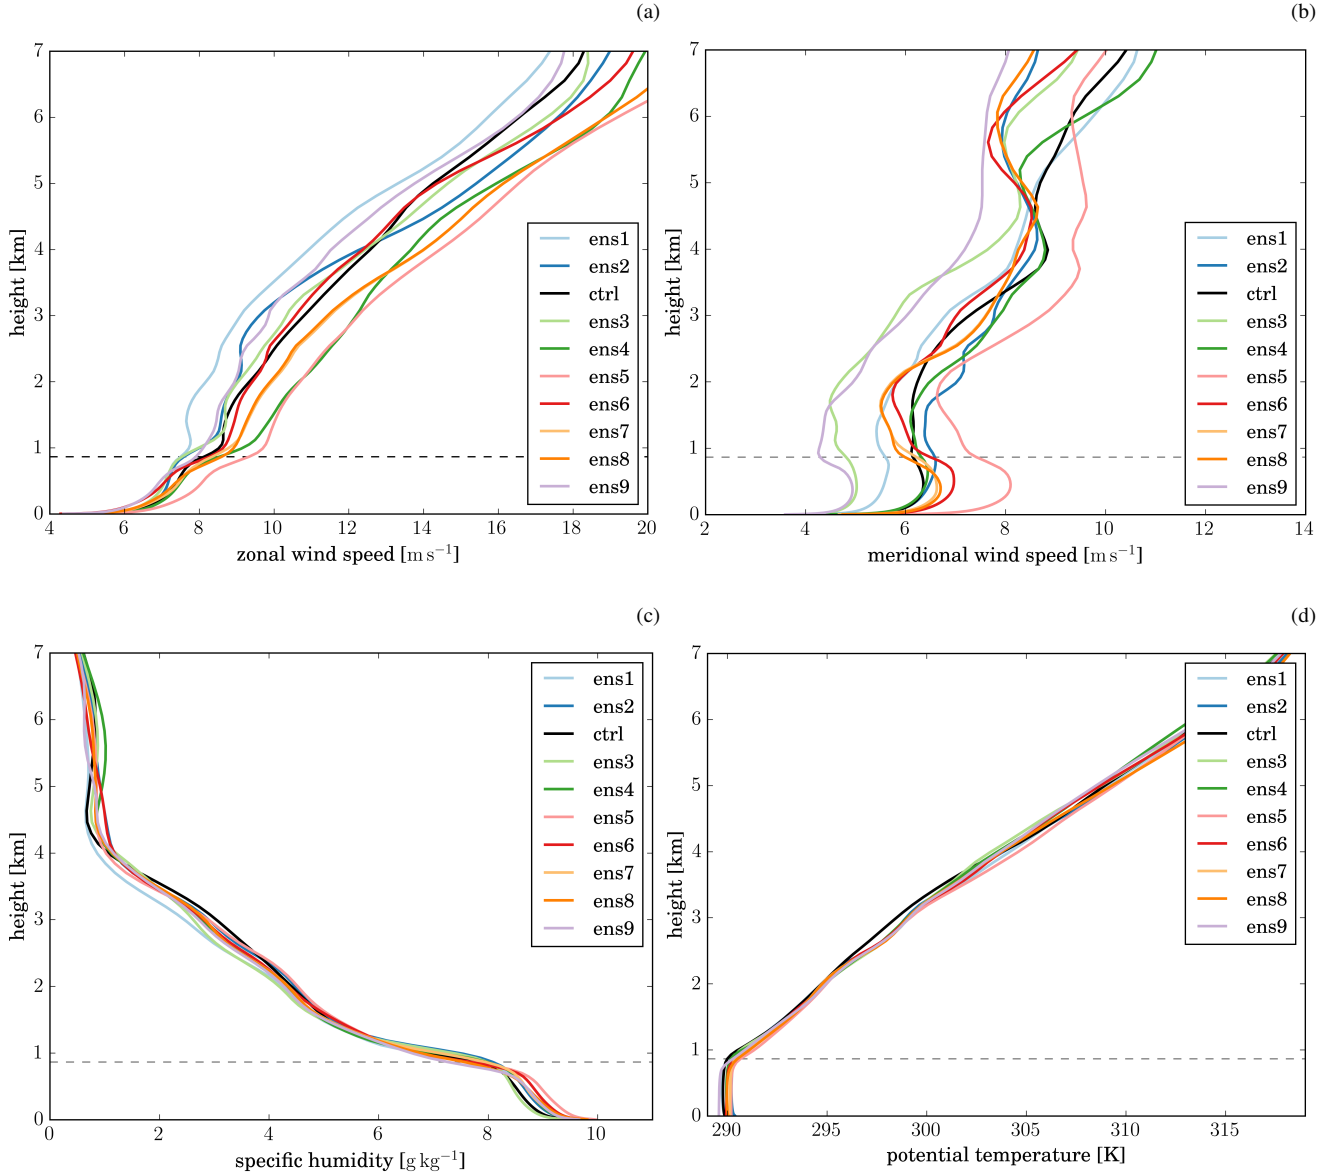 (a)
(b)
7
6
5
4
3
2
1
0
height [km]
4
6
8
10
12
14
16
18
20
zonal wind speed [m s⁻¹]
ens1
ens2
ctrl
ens3
ens4
ens5
ens6
ens7
ens8
ens9
7
6
5
4
3
2
1
0
height [km]
2
4
6
8
10
12
14
meridional wind speed [m s⁻¹]
ens1
ens2
ctrl
ens3
ens4
ens5
ens6
ens7
ens8
ens9
(c)
(d)
7
6
5
4
3
2
1
0
height [km]
0
2
4
6
8
10
specific humidity [g kg⁻¹]
ens1
ens2
ctrl
ens3
ens4
ens5
ens6
ens7
ens8
ens9
7
6
5
4
3
2
1
0
height [km]
290
295
300
305
310
315
potential temperature [K]
ens1
ens2
ctrl
ens3
ens4
ens5
ens6
ens7
ens8
ens9